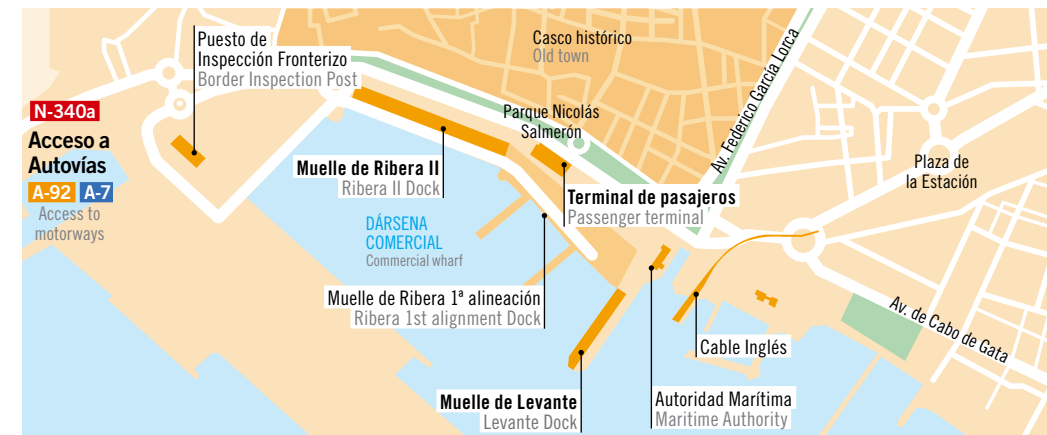 Puesto de
Inspección Fronterizo
Border Inspection Post
Casco histórico
Old town
Av. Federico García Lorca
N-340a
Acceso a
Autovías
A-92 A-7
Access to
motorways
Parque Nicolás
Salmerón
Plaza de
la Estación
Muelle de Ribera II
Ribera II Dock
Terminal de pasajeros
Passenger terminal
DÁRSENA
COMERCIAL
Commercial wharf
Muelle de Ribera 1ª alineación
Ribera 1st alignment Dock
Av. de Cabo de Gata
Cable Inglés
Muelle de Levante
Levante Dock
Autoridad Marítima
Maritime Authority